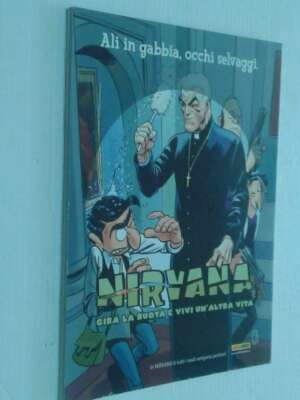 Ali in gabbia, occhi selvaggi.
NIRVANA
GIRA LA RUOTA E VIVI UN'ALTRA VITA